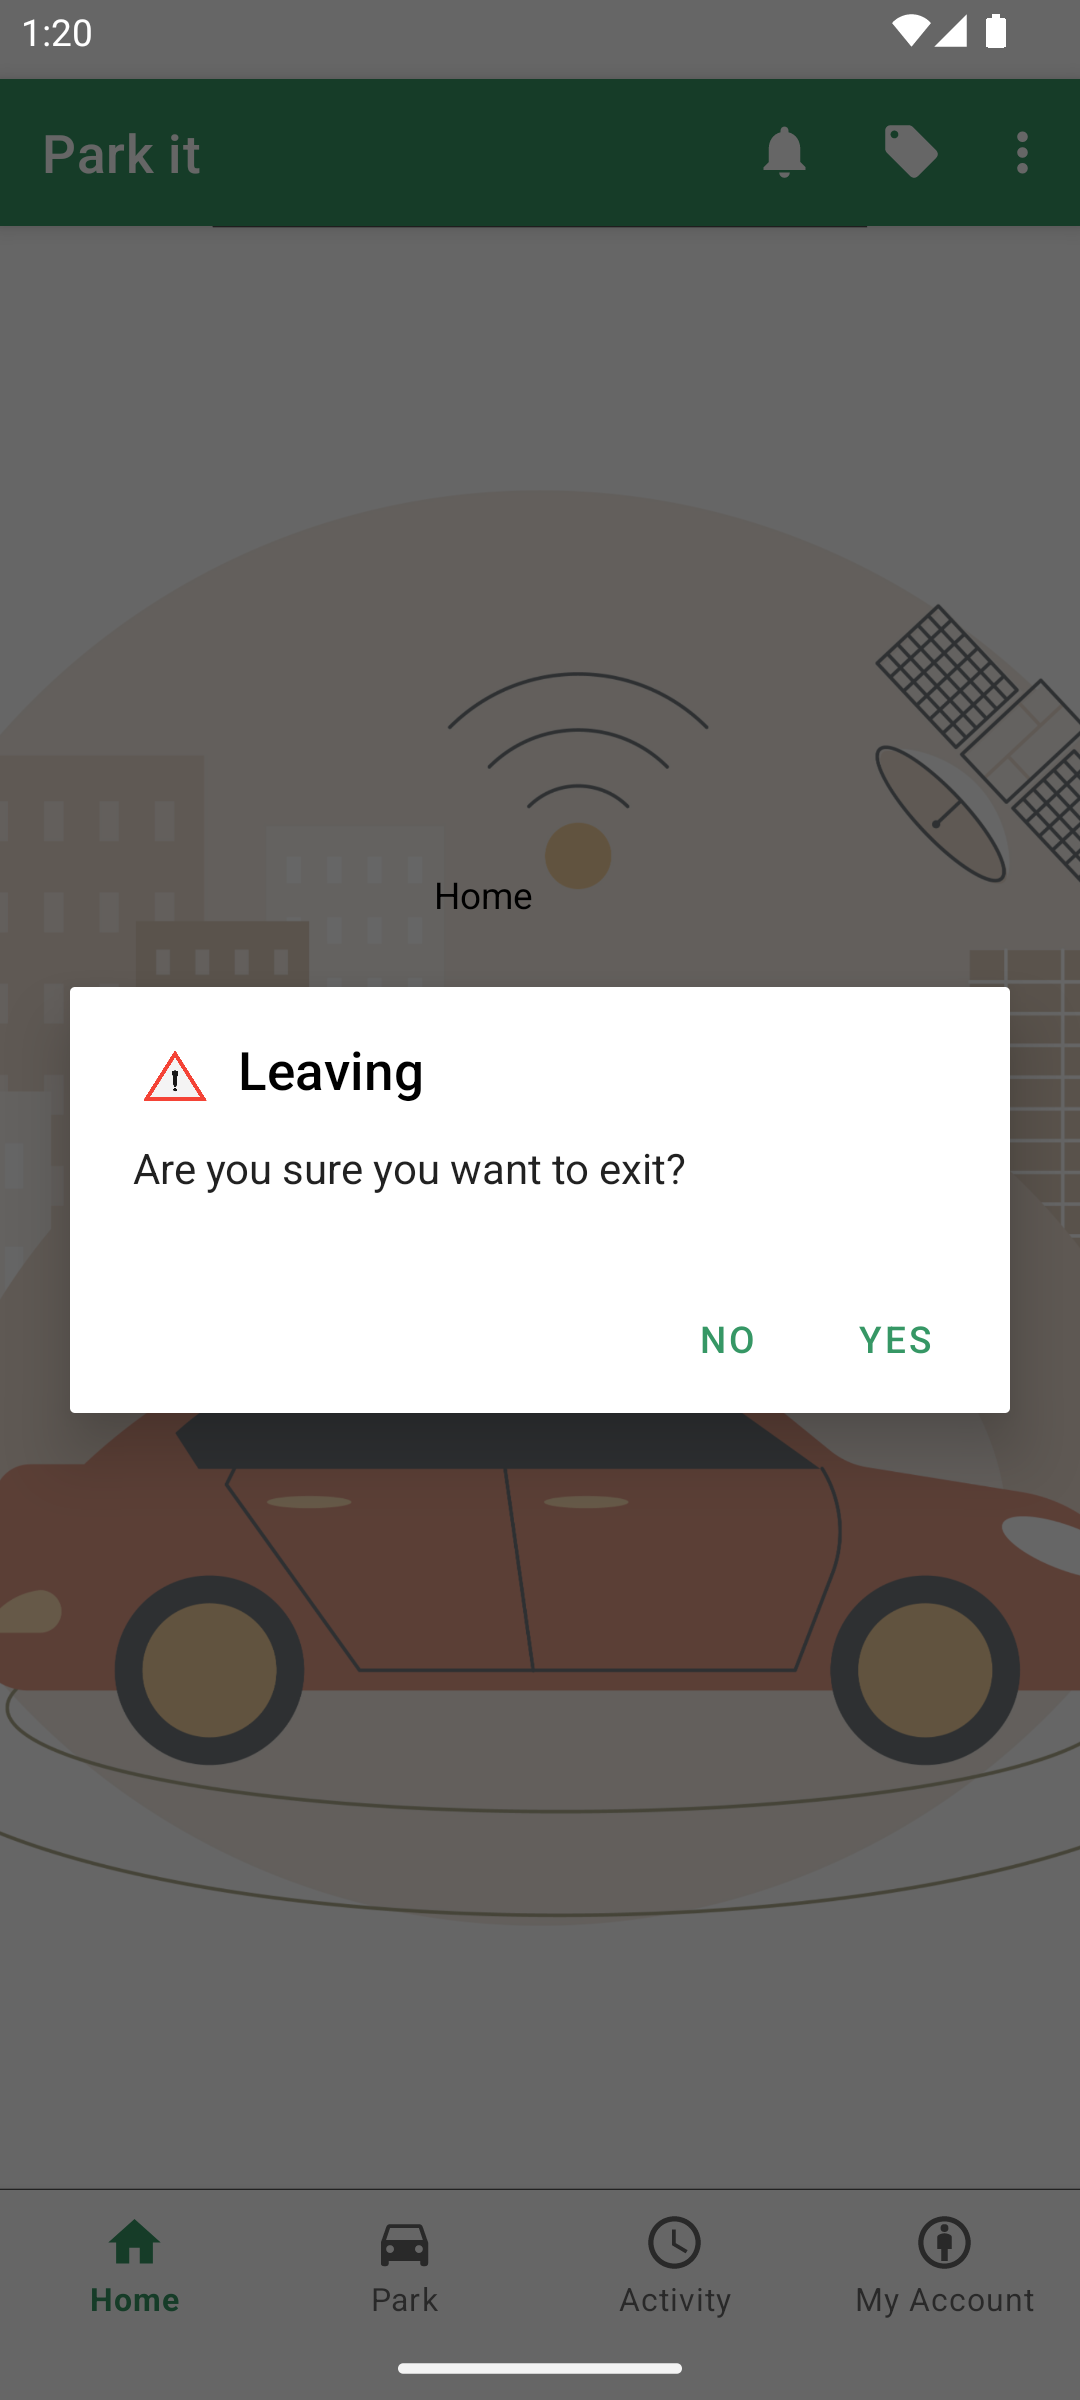 1:20
Park it
Home
Leaving
Are you sure you want to exit?
NO YES
Home Park Activity My Account